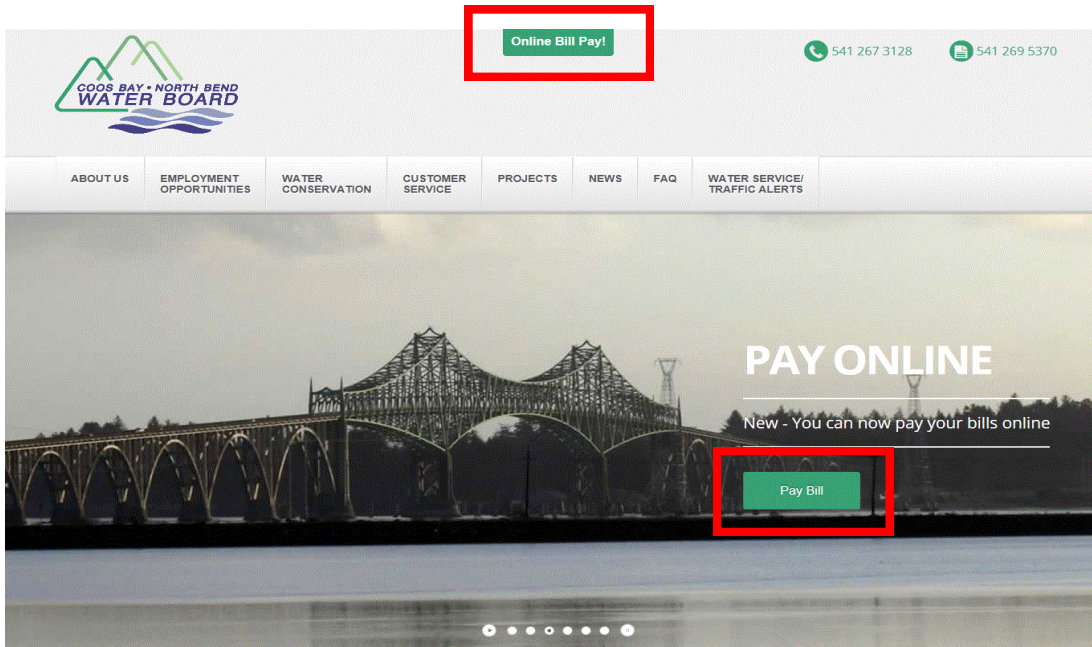 Online Bill Pay!
541 267 3128
541 269 5370
COOS BAY • NORTH BEND
WATER BOARD
ABOUT US
EMPLOYMENT
OPPORTUNITIES
WATER
CONSERVATION
CUSTOMER
SERVICE
PROJECTS
NEWS
FAQ
WATER SERVICE/
TRAFFIC ALERTS
PAY ONLINE
New - You can now pay your bills online
Pay Bill